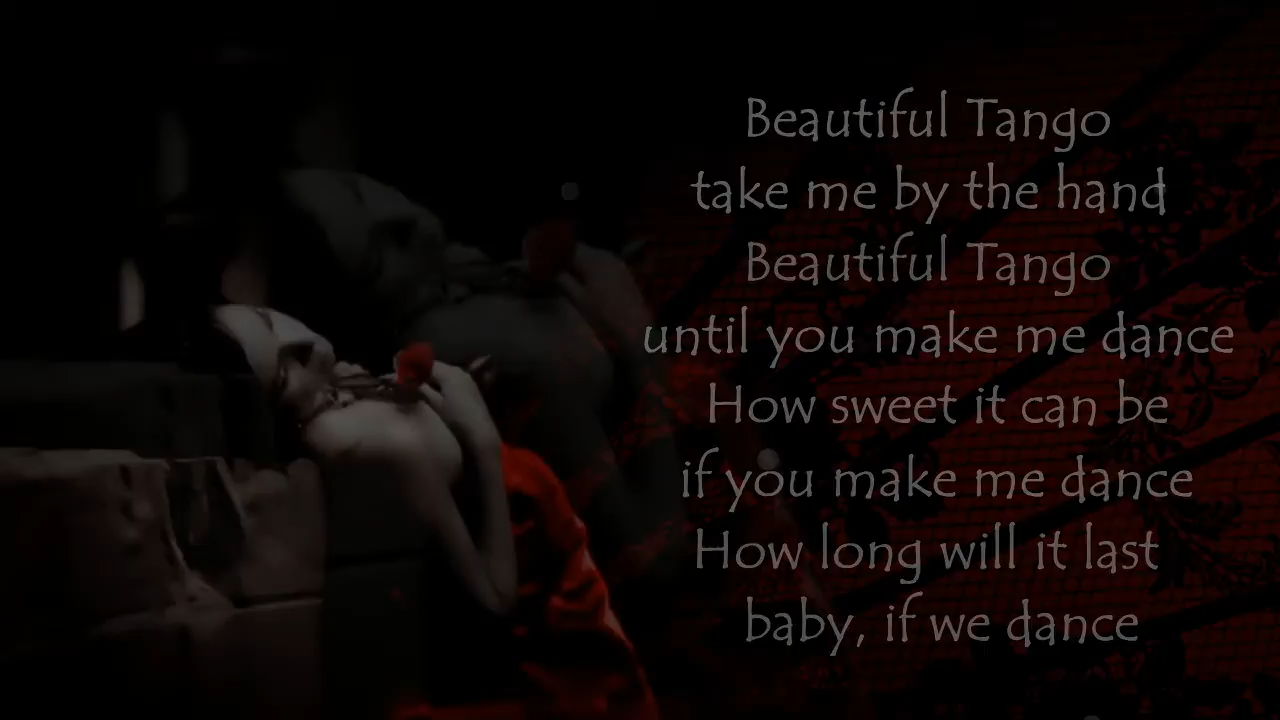 Beautiful Tango
take me by the hand
Beautiful Tango
until you make me dance
How sweet it can be
if you make me dance
How long will it last
baby, if we dance